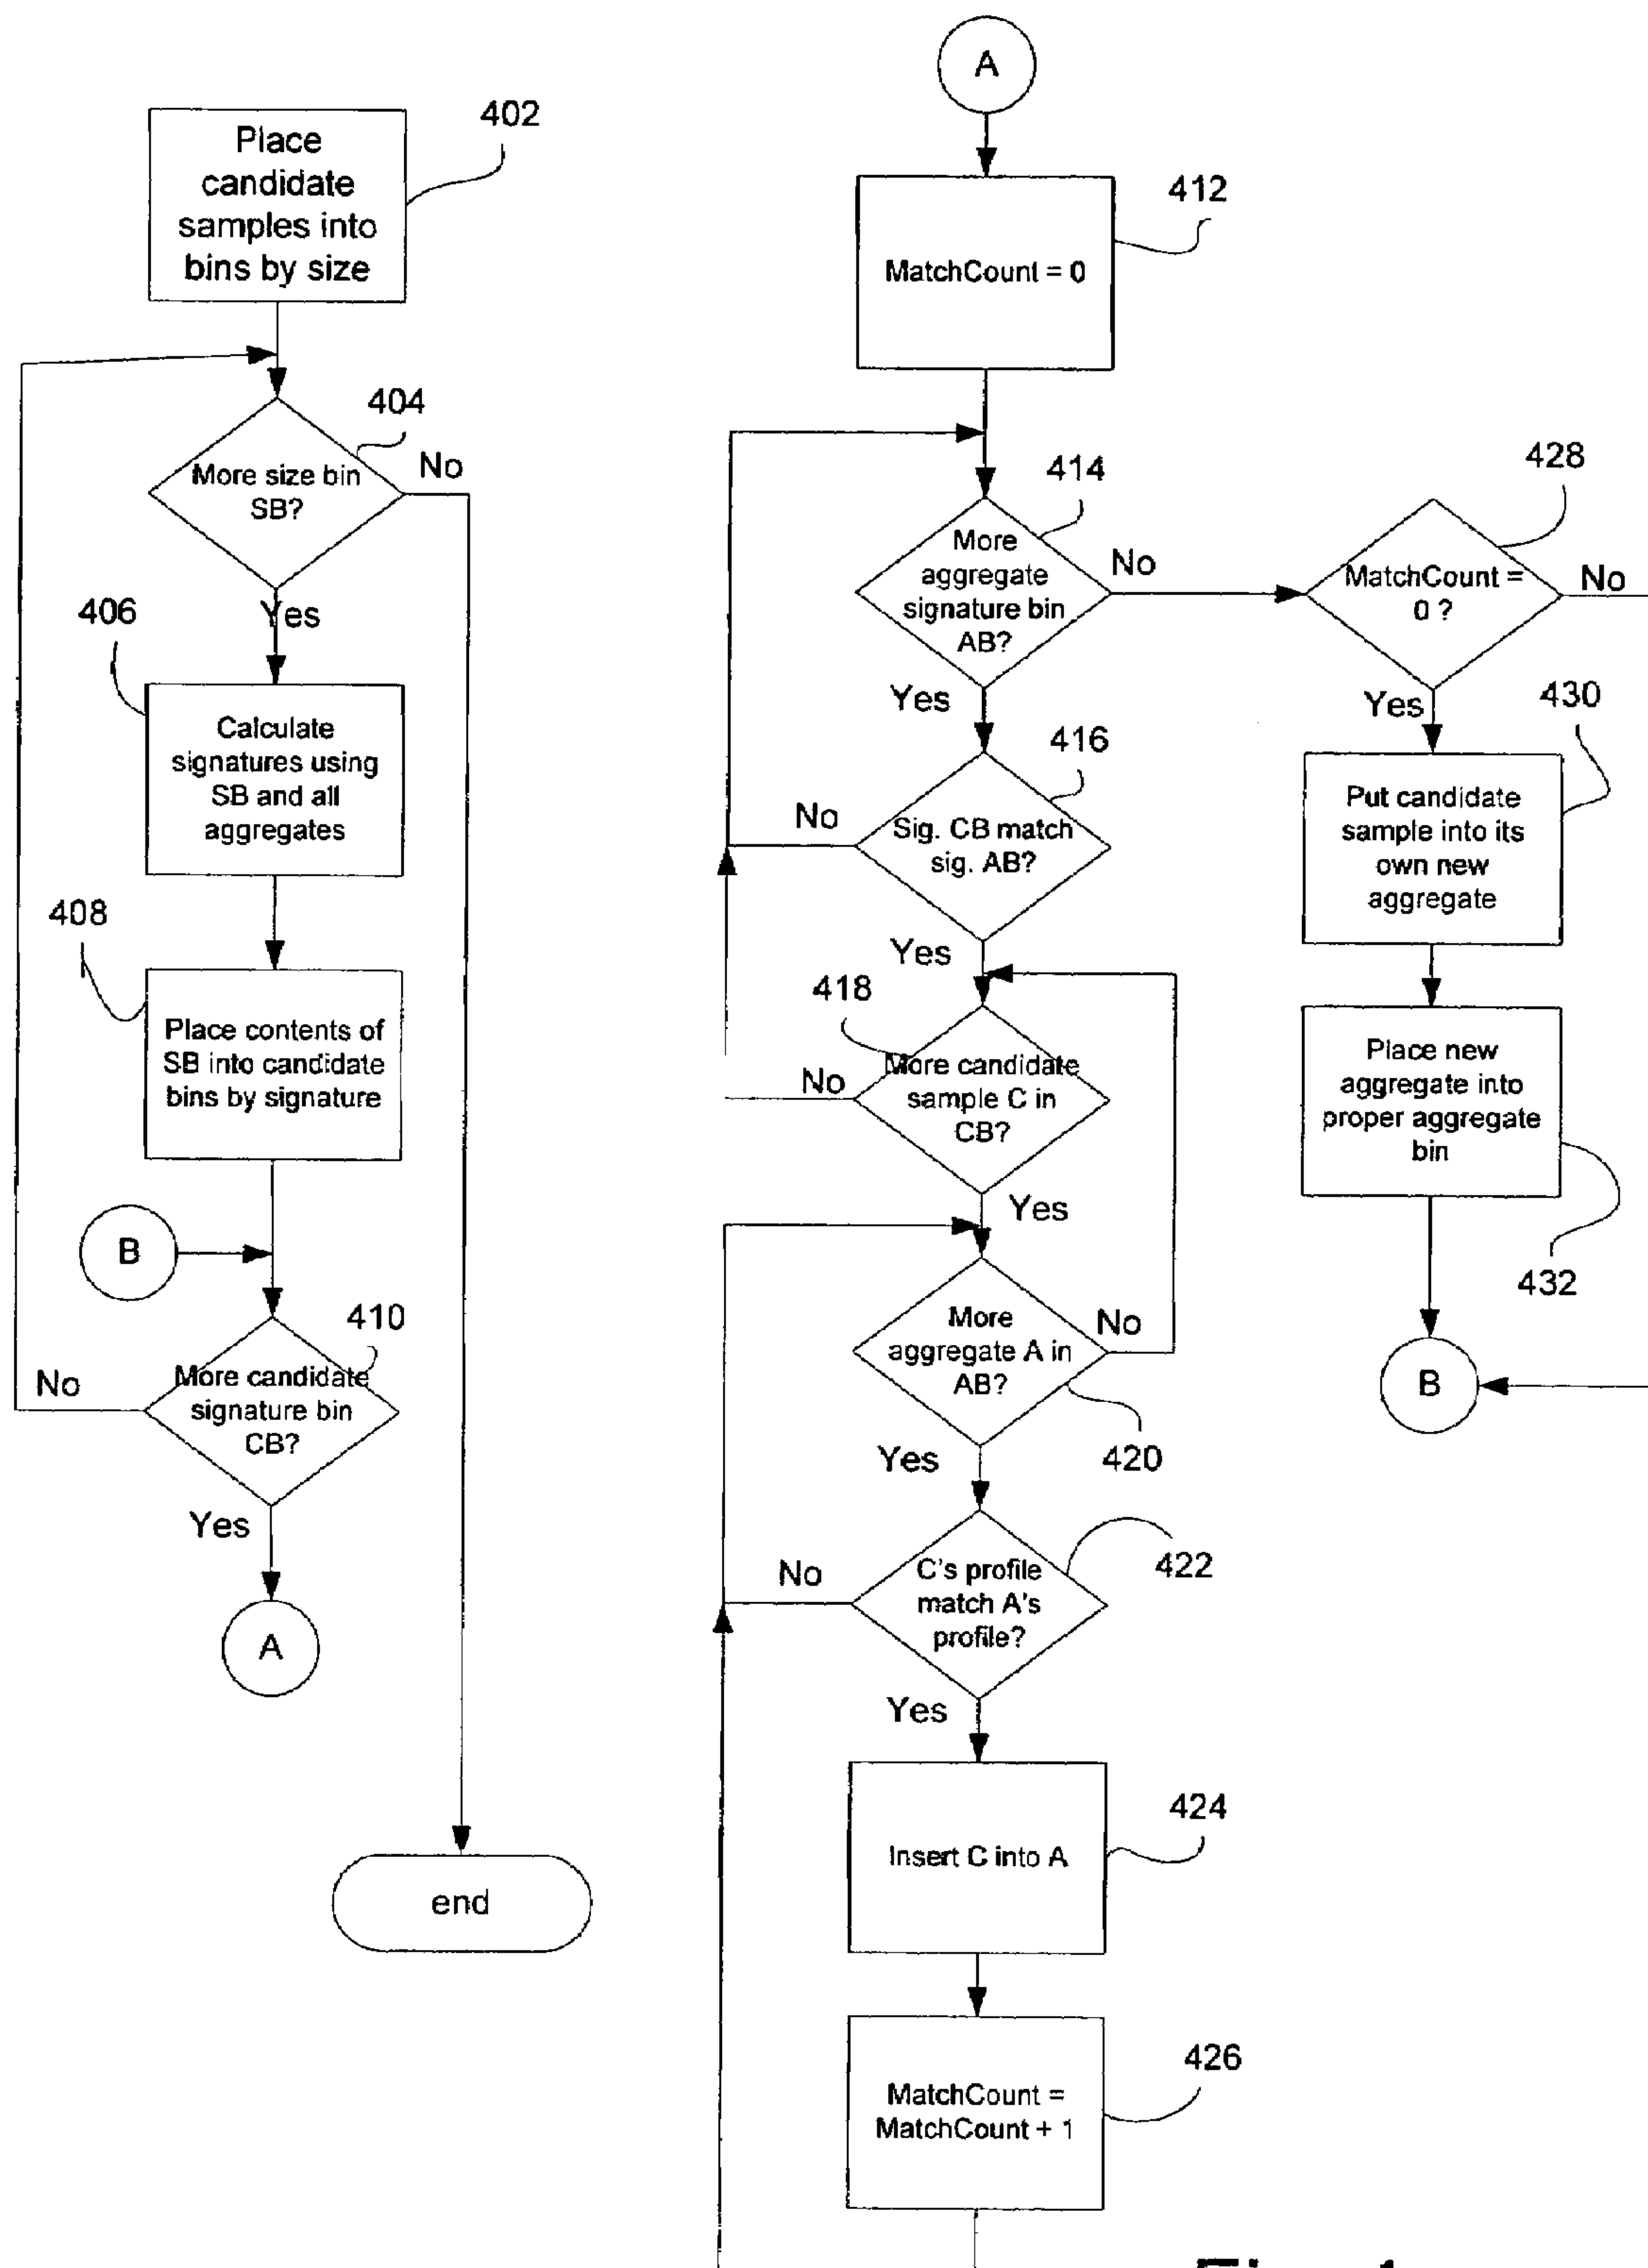 Place
candidate
samples into
bins by size
402
404
More size bin
SB?
No
Yes
406
Calculate
signatures using
SB and all
aggregates
408
Place contents of
SB into candidate
bins by signature
B
410
More candidate
signature bin
CB?
No
Yes
A
end
A
412
MatchCount = 0
414
More
aggregate
signature bin
AB?
No
Yes
416
Sig. CB match
sig. AB?
No
Yes
418
More candidate
sample C in
CB?
No
Yes
More
aggregate A in
AB?
No
420
Yes
422
C's profile
match A's
profile?
No
Yes
424
Insert C into A
426
MatchCount =
MatchCount + 1
428
MatchCount =
0 ?
No
Yes
430
Put candidate
sample into its
own new
aggregate
Place new
aggregate into
proper aggregate
bin
432
B